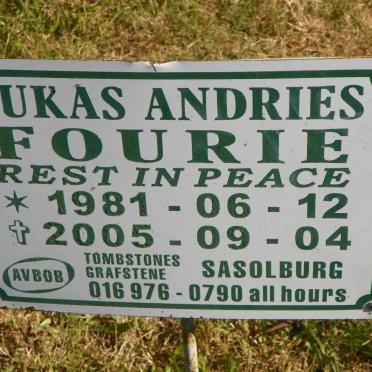 UKAS ANDRIES
FOURIE
REST IN PEACE
1981 - 06 - 12
2005 - 09 - 04
AVBOB
TOMBSTONES
GRAFSTENE
SASOLBURG
016 976 - 0790 all hours